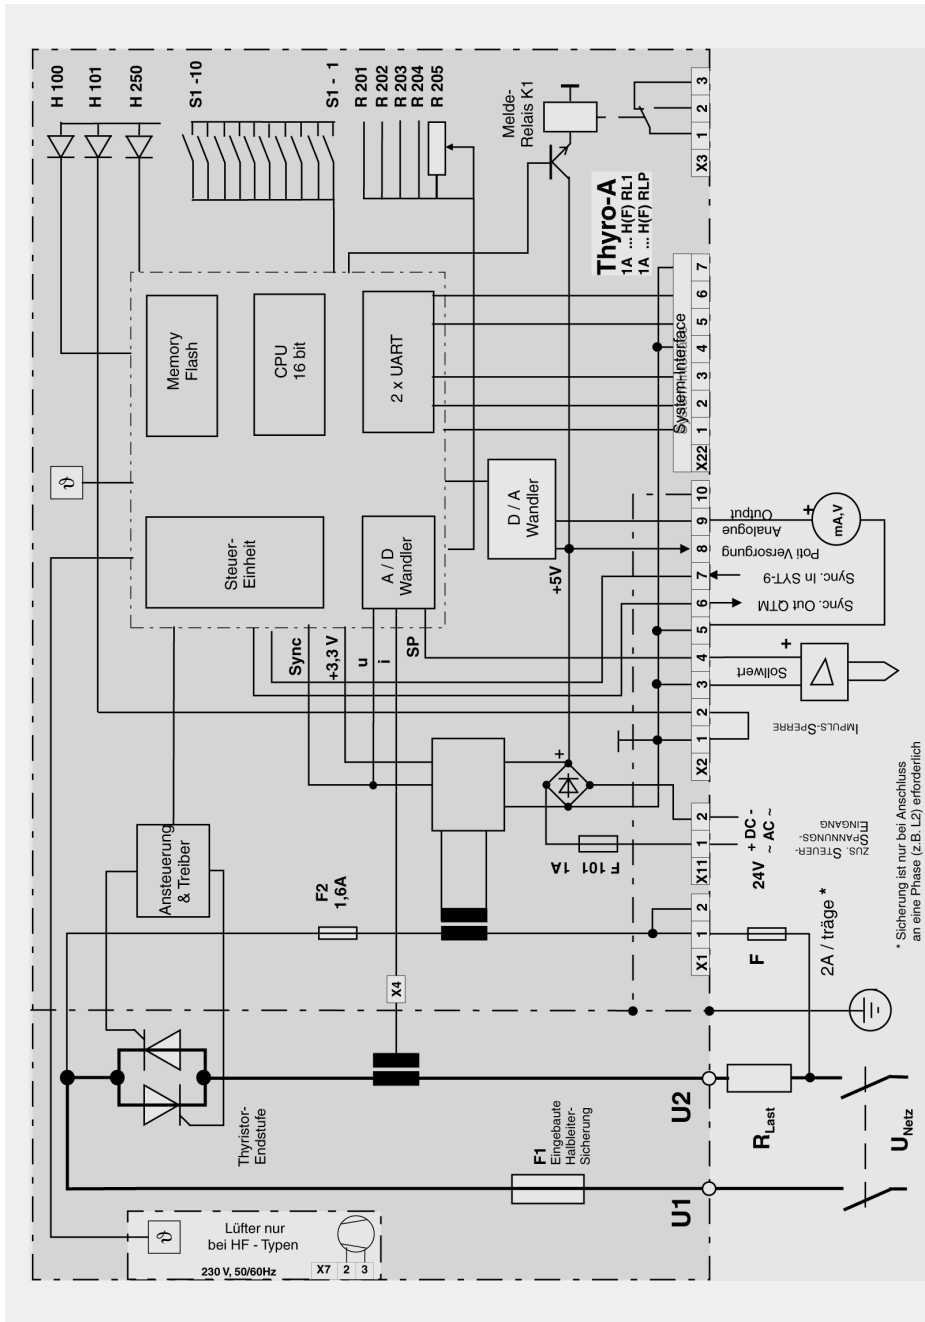 H 100
H 101
H 250
S1 -10
S1 - 1
R 201
R 202
R 203
R 204
R 205
Melde-
Relais K1
X3
1
2
3
Thyro-A
1A ... H(F) RL1
1A ... H(F) RLP
Memory
Flash
CPU
16 bit
2 x UART
System-Interface
X22
1
2
3
4
5
6
7
ϑ
Steuer-
Einheit
A / D
Wandler
D / A
Wandler
+5V
Sync
+3,3 V
u
i
SP
10
9
8
7
6
5
4
3
2
1
X2
Analogue
Output
Poti Versorgung
Sync. In SYT-9
Sync. Out QTM
Sollwert
IMPULS-SPERRE
+
mA,V
+
+
Ansteuerung
& Treiber
F2
1,6A
F 101 1A
X11
1
2
24V
+ DC -
~ AC ~
ZUS. STEUER-
SPANNUNGS-
EINGANG
X1
1
2
F
2A / träge *
* Sicherung ist nur bei Anschluss
an eine Phase (z.B. L2) erforderlich
X4
Thyristor-
Endstufe
F1
Eingebaute
Halbleiter-
Sicherung
U2
U1
RLast
UNetz
ϑ
Lüfter nur
bei HF - Typen
230 V, 50/60Hz
X7
2
3